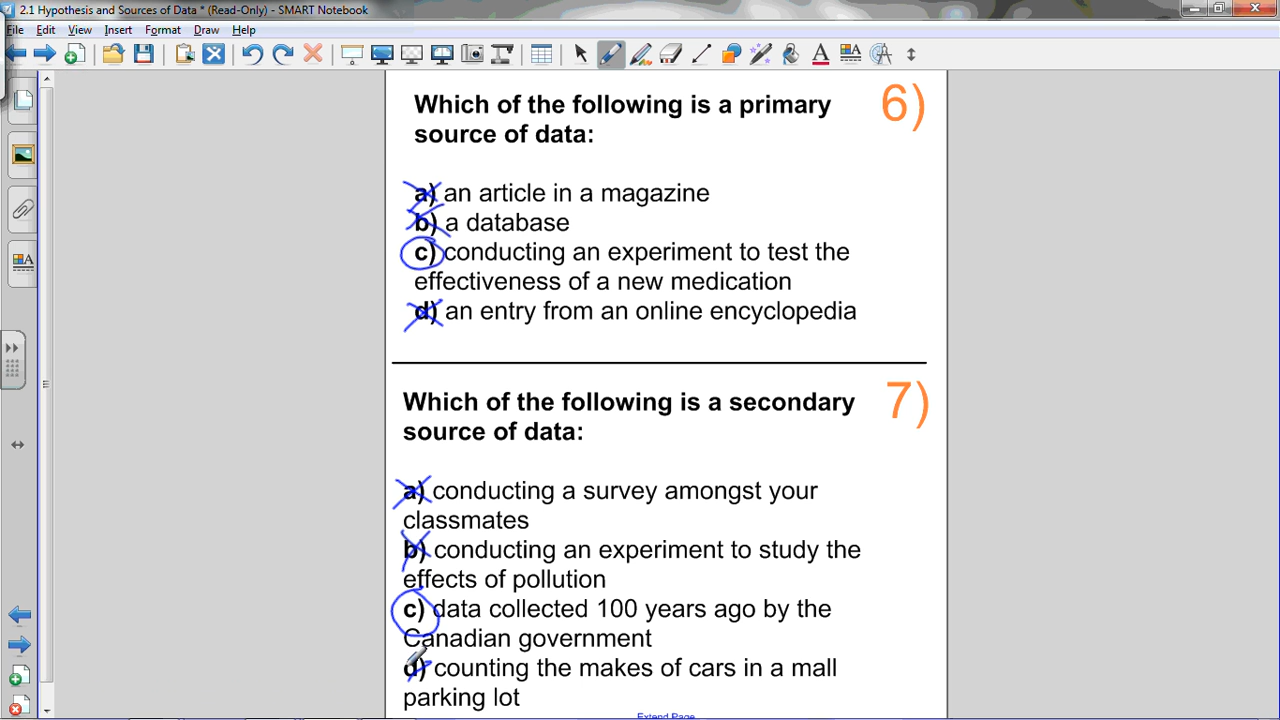 2.1 Hypothesis and Sources of Data * (Read-Only) - SMART Notebook
File Edit View Insert Format Draw Help
Which of the following is a primary 6)
source of data:
a) an article in a magazine
b) a database
c) conducting an experiment to test the
effectiveness of a new medication
d) an entry from an online encyclopedia
Which of the following is a secondary 7)
source of data:
a) conducting a survey amongst your
classmates
b) conducting an experiment to study the
effects of pollution
c) data collected 100 years ago by the
Canadian government
d) counting the makes of cars in a mall
parking lot
Extend Page